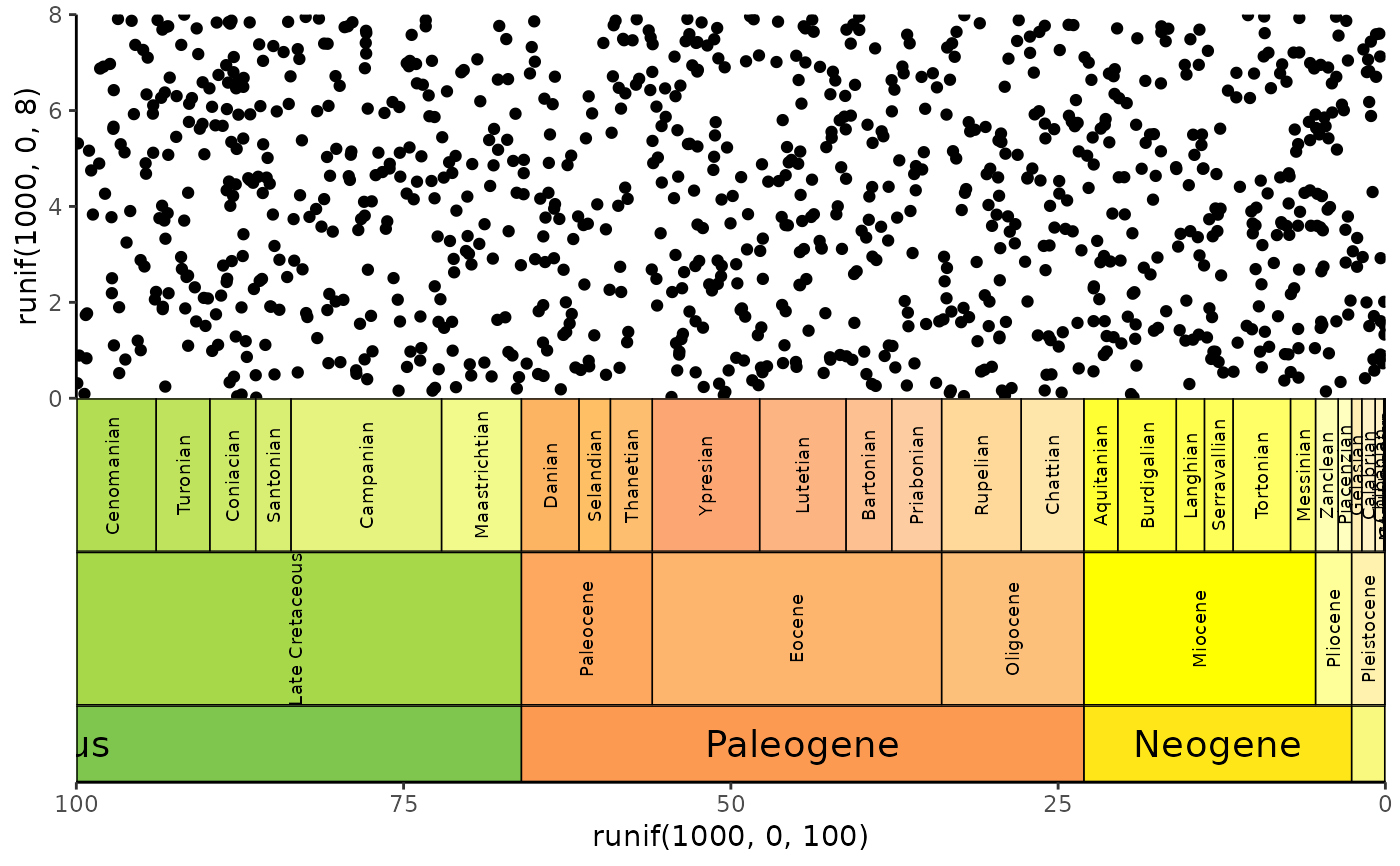 8
6
4
2
0
runif(1000, 0, 8)
Cenomanian
Turonian
Coniacian
Santonian
Campanian
Maastrichtian
Danian
Selandian
Thanetian
Ypresian
Lutetian
Bartonian
Priabonian
Rupelian
Chattian
Aquitanian
Burdigalian
Langhian
Serravallian
Tortonian
Messinian
Zanclean
Piacenzian
Gelasian
Calabrian
Late Cretaceous
Paleocene
Eocene
Oligocene
Miocene
Pliocene
Pleistocene
us
Paleogene
Neogene
100
75
50
25
0
runif(1000, 0, 100)